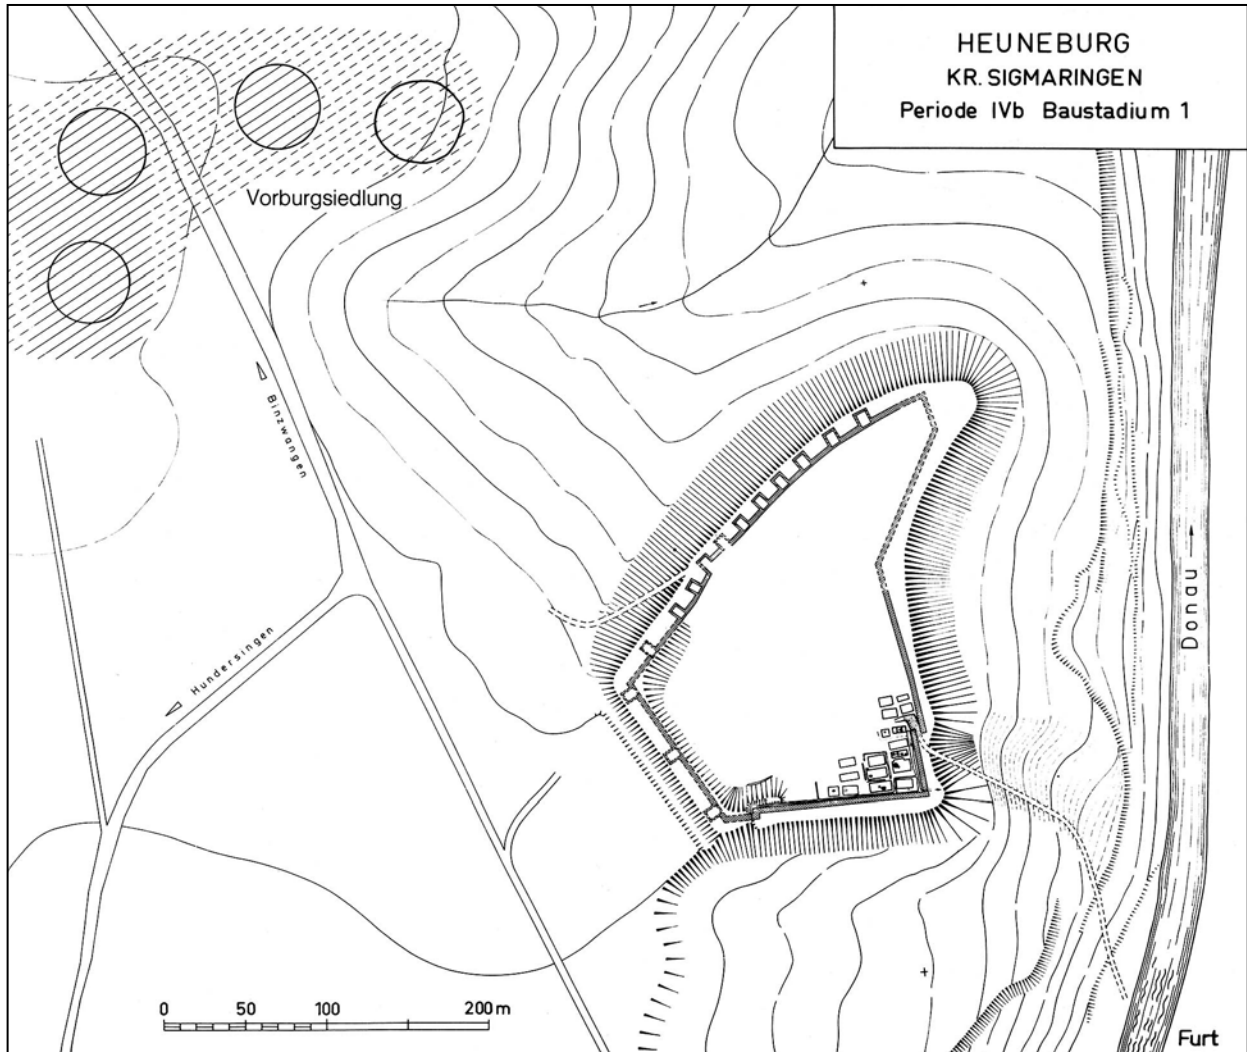 HEUNEBURG
KR. SIGMARINGEN
Periode IVb Baustadium 1
Vorburgsiedlung
Binzwangen
Hundersingen
Donau
0 50 100 200 m
Furt